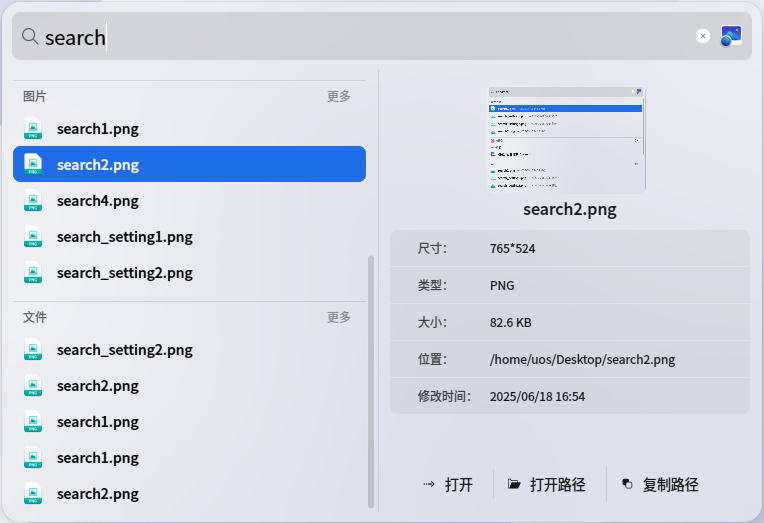 search
图片 更多
search1.png
search2.png
search4.png
search_setting1.png
search_setting2.png
文件 更多
search_setting2.png
search2.png
search1.png
search1.png
search2.png
search2.png
尺寸： 765*524
类型： PNG
大小： 82.6 KB
位置： /home/uos/Desktop/search2.png
修改时间： 2025/06/18 16:54
打开 打开路径 复制路径